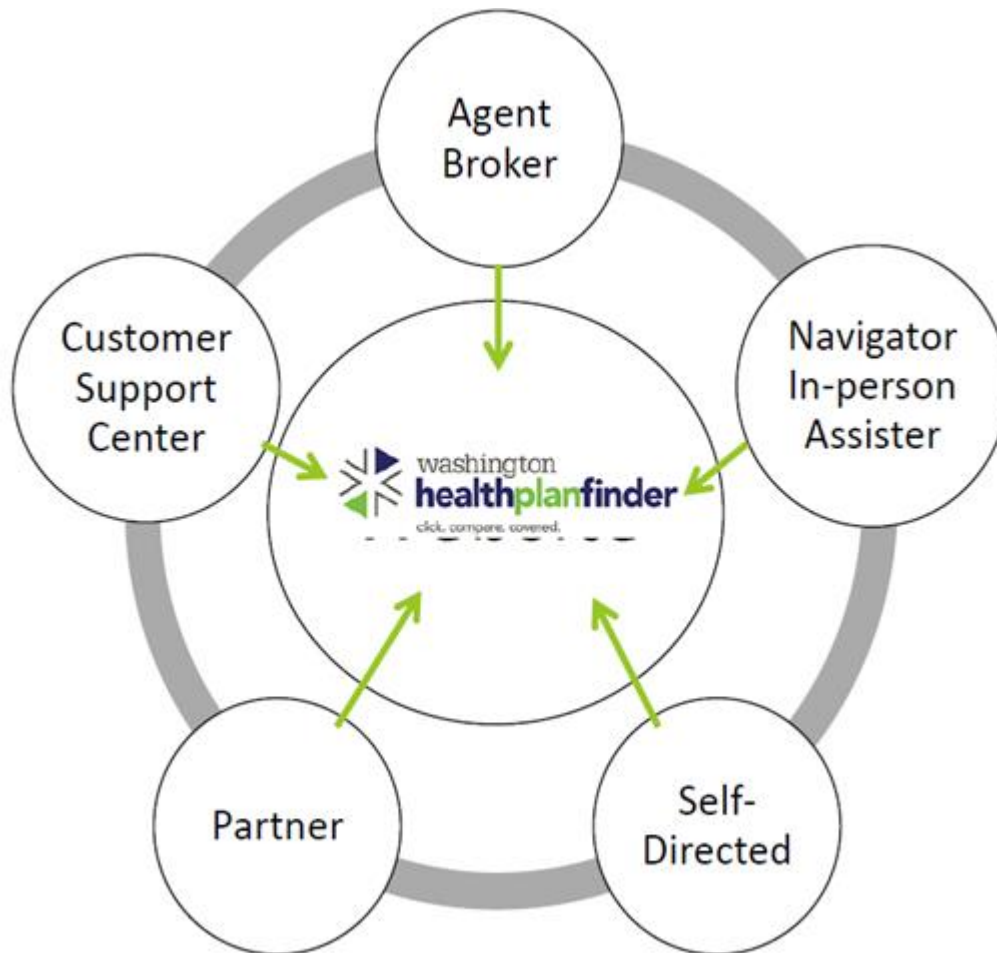 Agent
Broker
Customer
Support
Center
Navigator
In-person
Assister
washington
healthplanfinder
click. compare. covered.
Partner
Self-
Directed